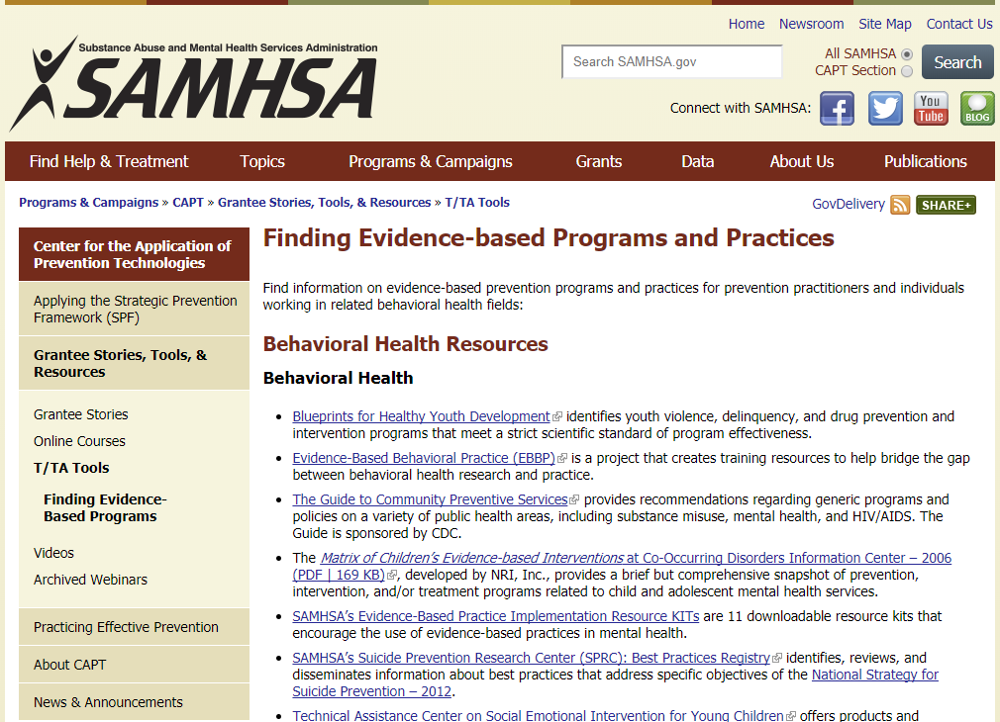 Home Newsroom Site Map Contact Us
Substance Abuse and Mental Health Services Administration
SAMHSA
Search SAMHSA.gov
All SAMHSA
CAPT Section
Search
Connect with SAMHSA:
f
You Tube
BLOG
Find Help & Treatment Topics Programs & Campaigns Grants Data About Us Publications
Programs & Campaigns » CAPT » Grantee Stories, Tools, & Resources » T/TA Tools
GovDelivery SHARE+
Center for the Application of
Prevention Technologies
Applying the Strategic Prevention
Framework (SPF)
Grantee Stories, Tools, &
Resources
Grantee Stories
Online Courses
T/TA Tools
Finding Evidence-
Based Programs
Videos
Archived Webinars
Practicing Effective Prevention
About CAPT
News & Announcements
Finding Evidence-based Programs and Practices
Find information on evidence-based prevention programs and practices for prevention practitioners and individuals
working in related behavioral health fields:
Behavioral Health Resources
Behavioral Health
• Blueprints for Healthy Youth Development identifies youth violence, delinquency, and drug prevention and
intervention programs that meet a strict scientific standard of program effectiveness.
• Evidence-Based Behavioral Practice (EBBP) is a project that creates training resources to help bridge the gap
between behavioral health research and practice.
• The Guide to Community Preventive Services provides recommendations regarding generic programs and
policies on a variety of public health areas, including substance misuse, mental health, and HIV/AIDS. The
Guide is sponsored by CDC.
• The Matrix of Children's Evidence-based Interventions at Co-Occurring Disorders Information Center – 2006
(PDF | 169 KB), developed by NRI, Inc., provides a brief but comprehensive snapshot of prevention,
intervention, and/or treatment programs related to child and adolescent mental health services.
• SAMHSA's Evidence-Based Practice Implementation Resource KITs are 11 downloadable resource kits that
encourage the use of evidence-based practices in mental health.
• SAMHSA's Suicide Prevention Research Center (SPRC): Best Practices Registry identifies, reviews, and
disseminates information about best practices that address specific objectives of the National Strategy for
Suicide Prevention – 2012.
• Technical Assistance Center on Social Emotional Intervention for Young Children offers products and